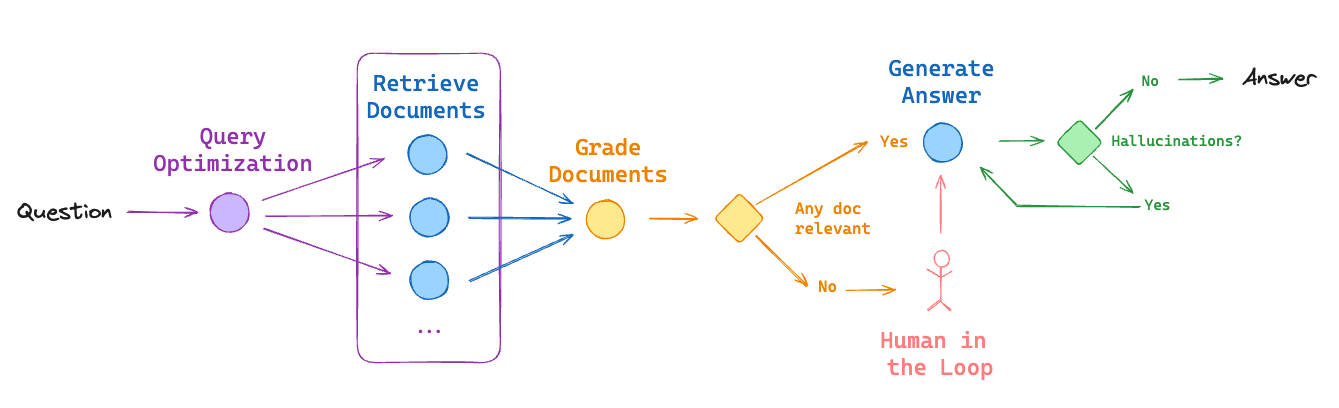 Question
Query
Optimization
Retrieve
Documents
...
Grade
Documents
Any doc
relevant
Yes
No
Human in
the Loop
Generate
Answer
Hallucinations?
No
Yes
Answer